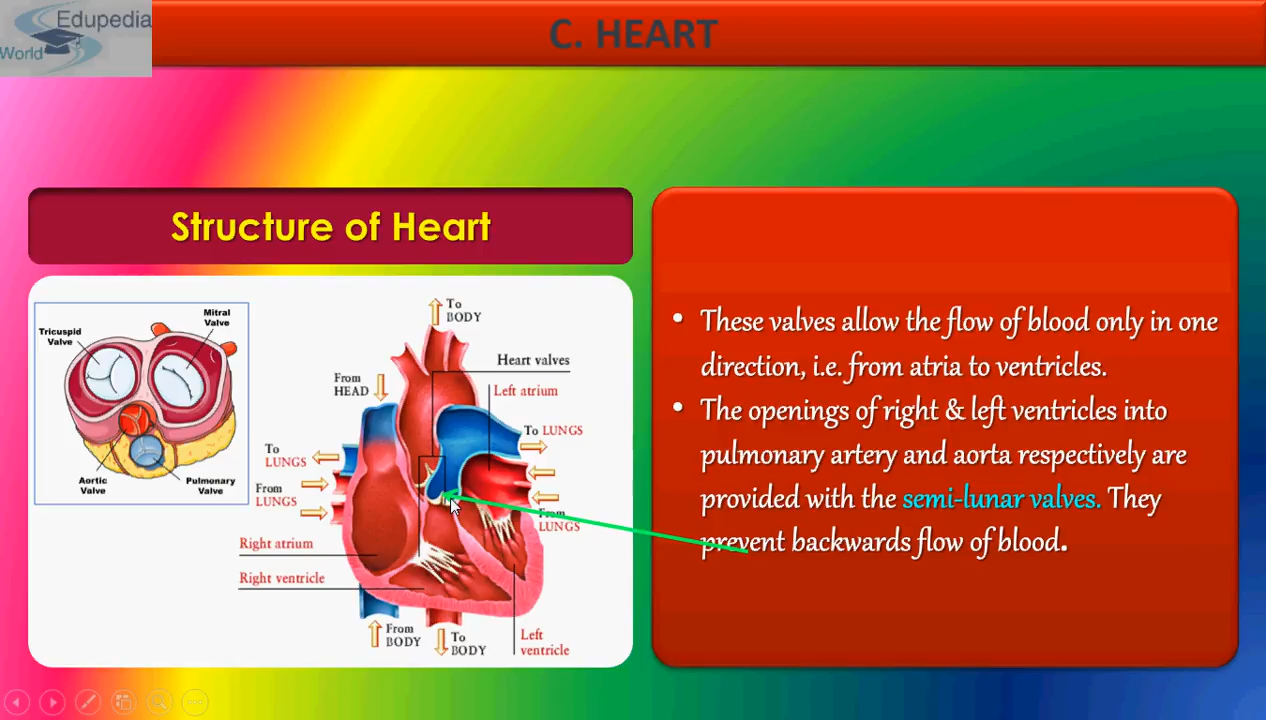 Edupedia
World
C. HEART
Structure of Heart
Mitral
Valve
Tricuspid
Valve
Aortic
Valve
Pulmonary
Valve
To
BODY
Heart valves
From
HEAD
Left atrium
To LUNGS
To
LUNGS
From
LUNGS
From
LUNGS
Right atrium
Right ventricle
From
BODY
To
BODY
Left
ventricle
• These valves allow the flow of blood only in one
direction, i.e. from atria to ventricles.
• The openings of right & left ventricles into
pulmonary artery and aorta respectively are
provided with the semi-lunar valves. They
prevent backwards flow of blood.